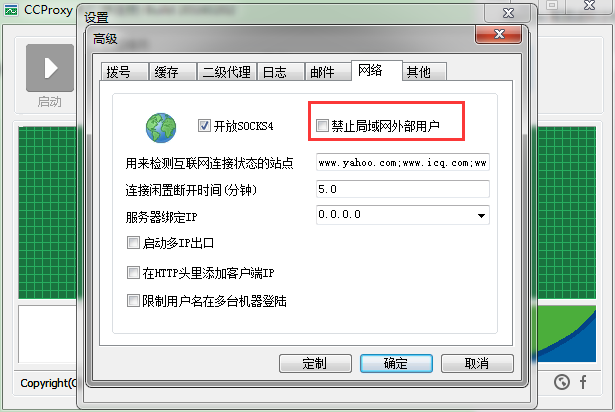 CCProxy
设置
高级
拨号 缓存 二级代理 日志 邮件 网络 其他
启动
开放SOCKS4 禁止局域网外部用户
用来检测互联网连接状态的站点 www.yahoo.com;www.icq.com;ww
连接闲置断开时间(分钟) 5.0
服务器绑定IP 0.0.0.0
启动多IP出口
在HTTP头里添加客户端IP
限制用户名在多台机器登陆
定制 确定 取消
Copyright(C